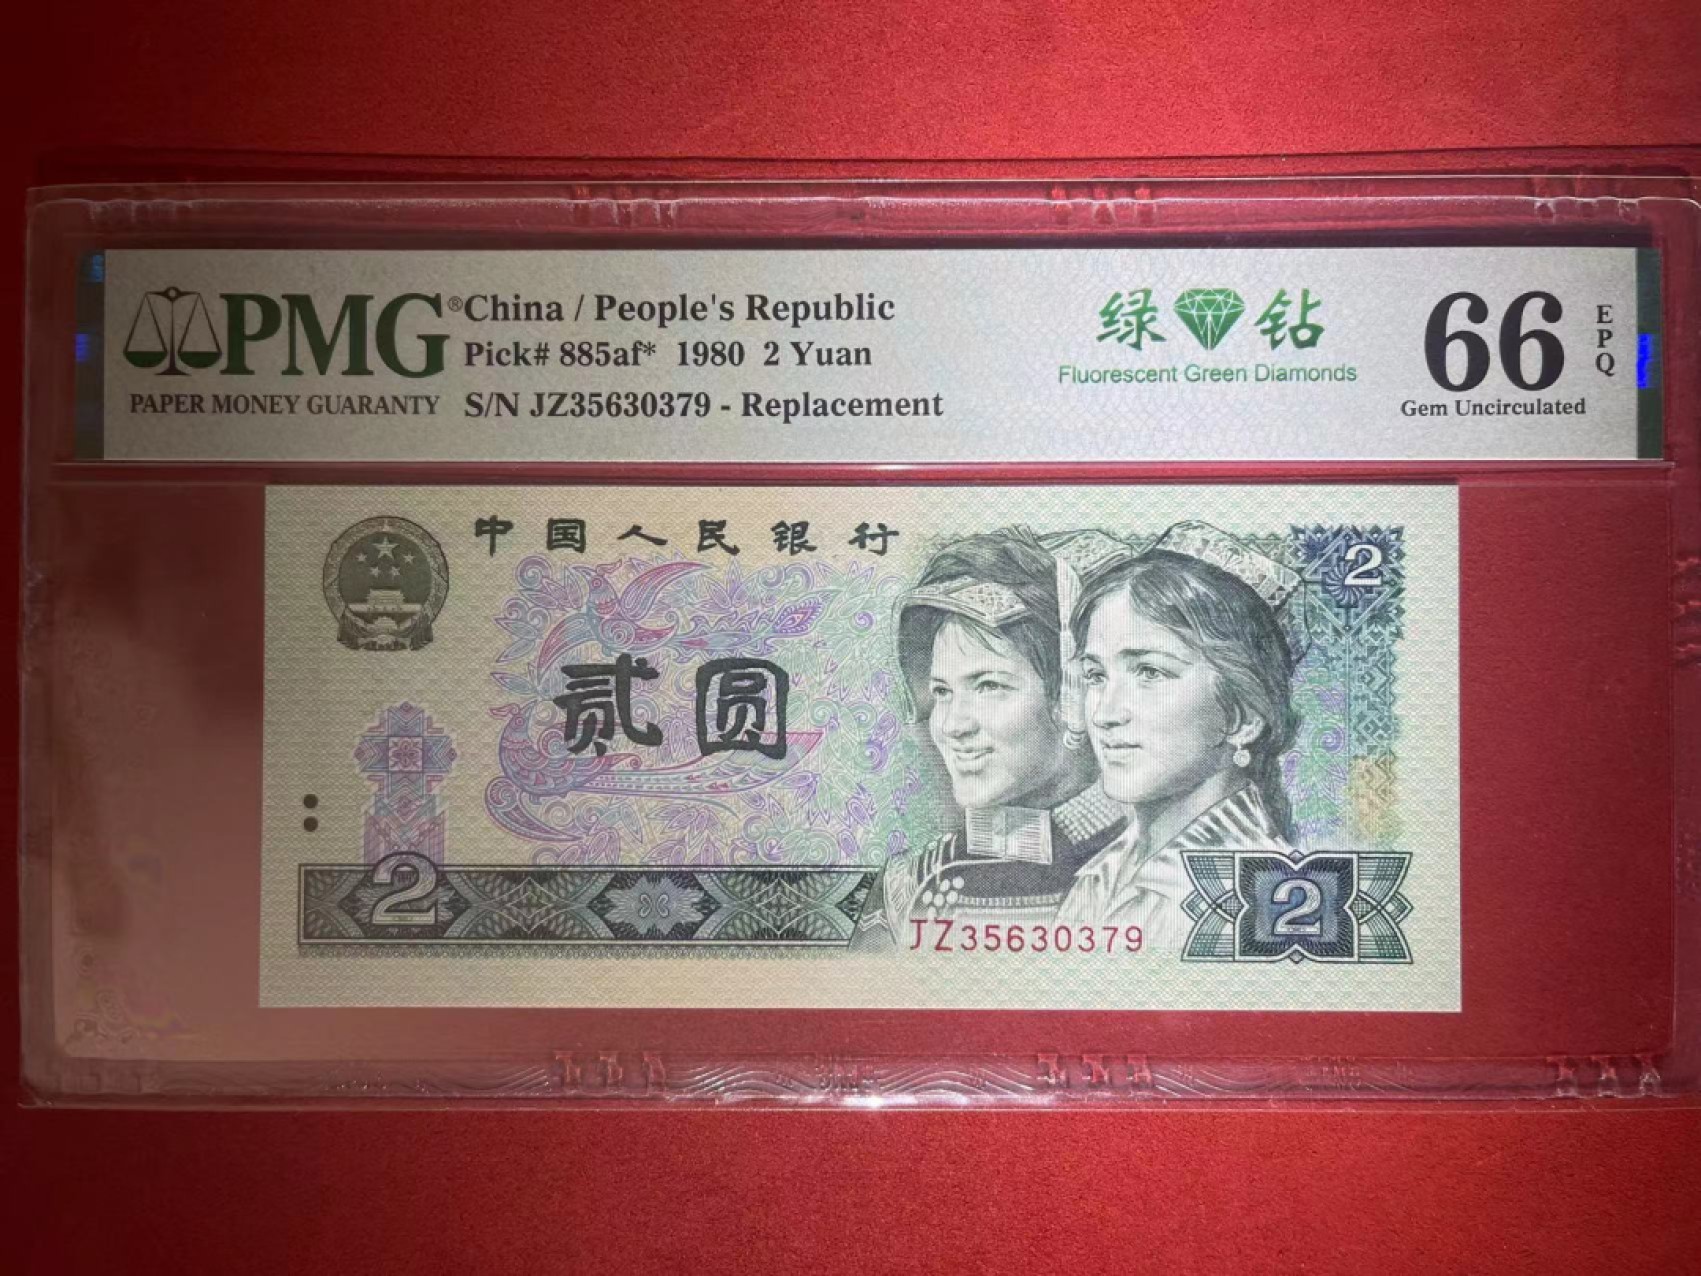 PMG®
PAPER MONEY GUARANTY
China / People's Republic
Pick# 885af* 1980 2 Yuan
S/N JZ35630379 - Replacement
绿 钻
Fluorescent Green Diamonds
66
EPQ
Gem Uncirculated
中国人民银行
2
贰圆
2
JZ35630379
2